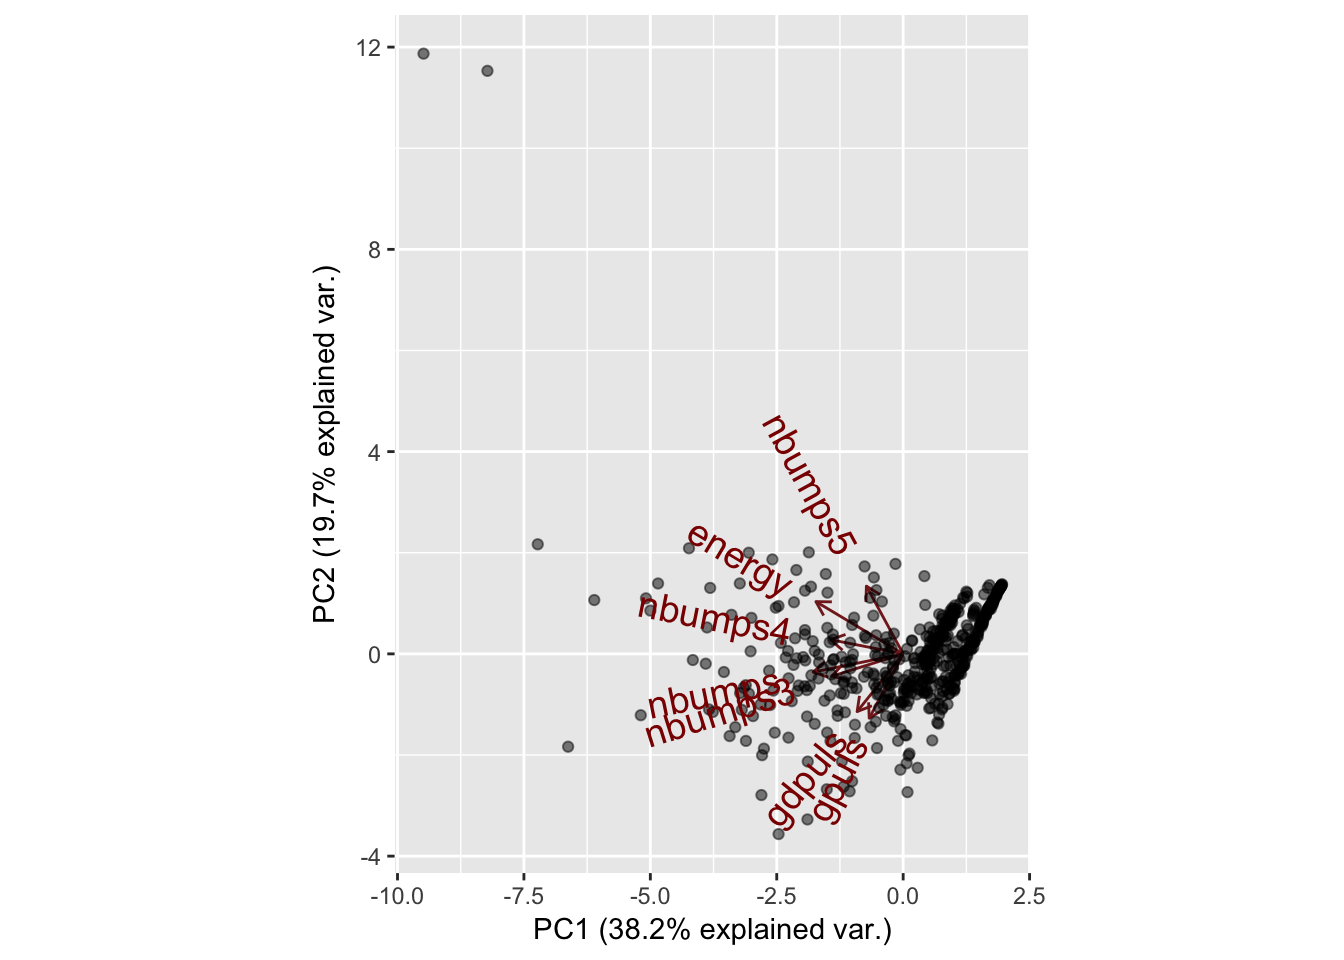 12
8
4
0
-4
PC2 (19.7% explained var.)
nbumps5
energy
nbumps4
nbumps
nbumps3
gdpuls
gpuls
-10.0 -7.5 -5.0 -2.5 0.0 2.5
PC1 (38.2% explained var.)